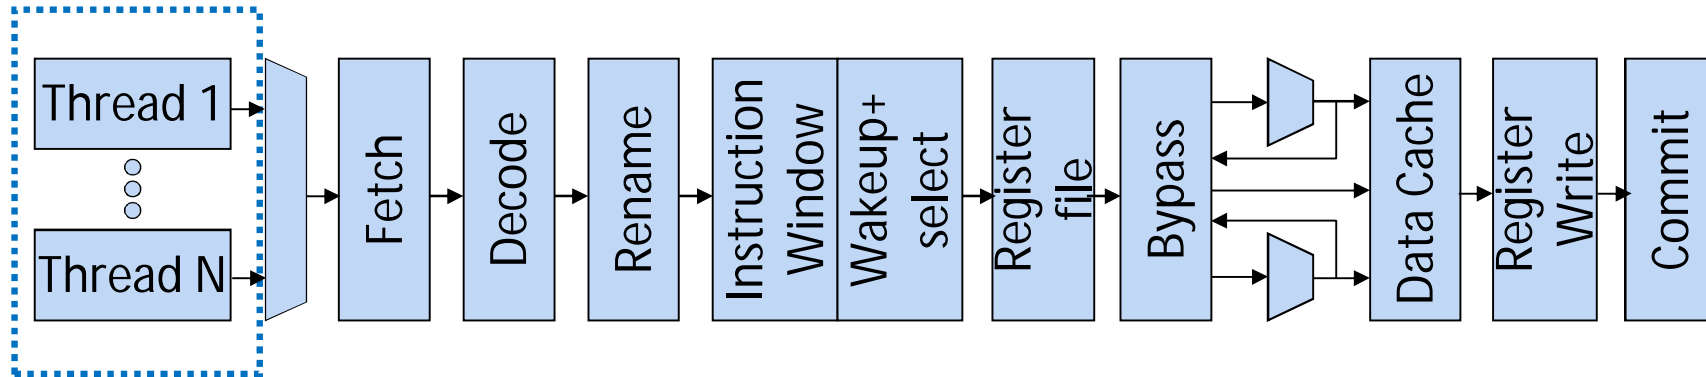 Thread 1
Thread N
Fetch
Decode
Rename
Instruction
Window
Wakeup+
select
Register
file
Bypass
Data Cache
Register
Write
Commit